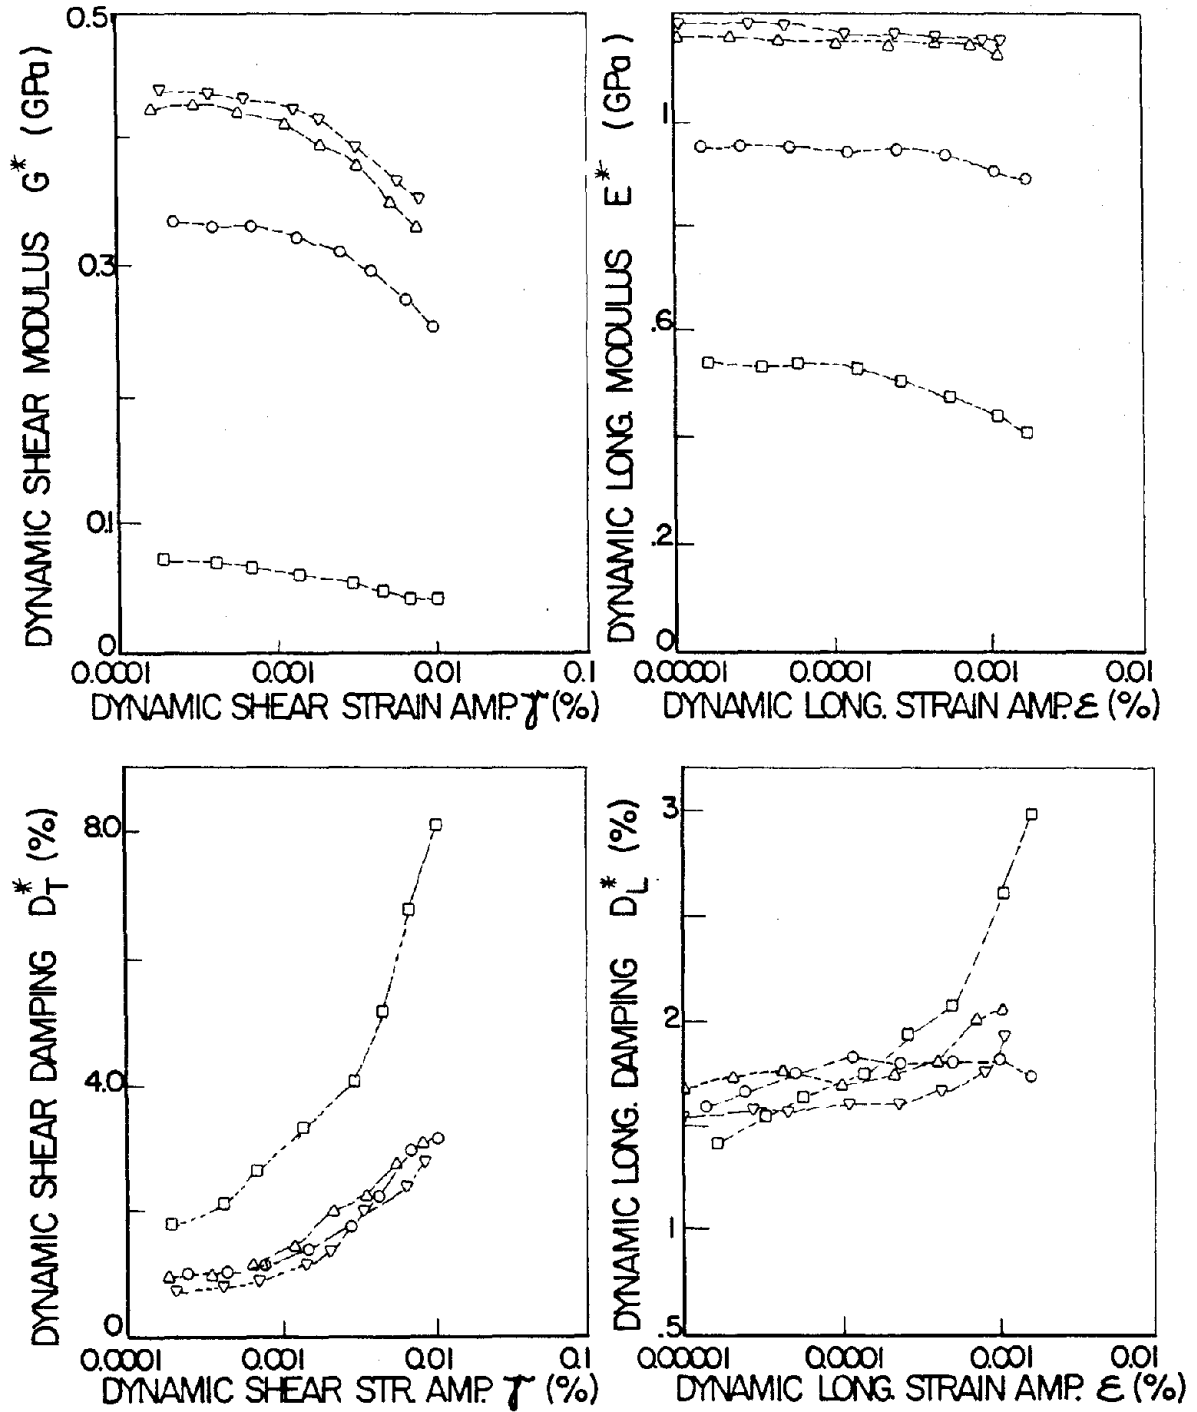 0.5
0.3
0.1
0
DYNAMIC SHEAR MODULUS G* (GPa)
0.0001 0.001 0.01 0.1
DYNAMIC SHEAR STRAIN AMP. γ (%)
1
.6
.2
0
DYNAMIC LONG. MODULUS E* (GPa)
0.00001 0.0001 0.001 0.01
DYNAMIC LONG. STRAIN AMP. ε (%)
8.0
4.0
0
DYNAMIC SHEAR DAMPING D_T* (%)
0.0001 0.001 0.01 0.1
DYNAMIC SHEAR STR. AMP. γ (%)
3
2
1
.5
DYNAMIC LONG. DAMPING D_L* (%)
0.00001 0.0001 0.001 0.01
DYNAMIC LONG. STRAIN AMP. ε (%)